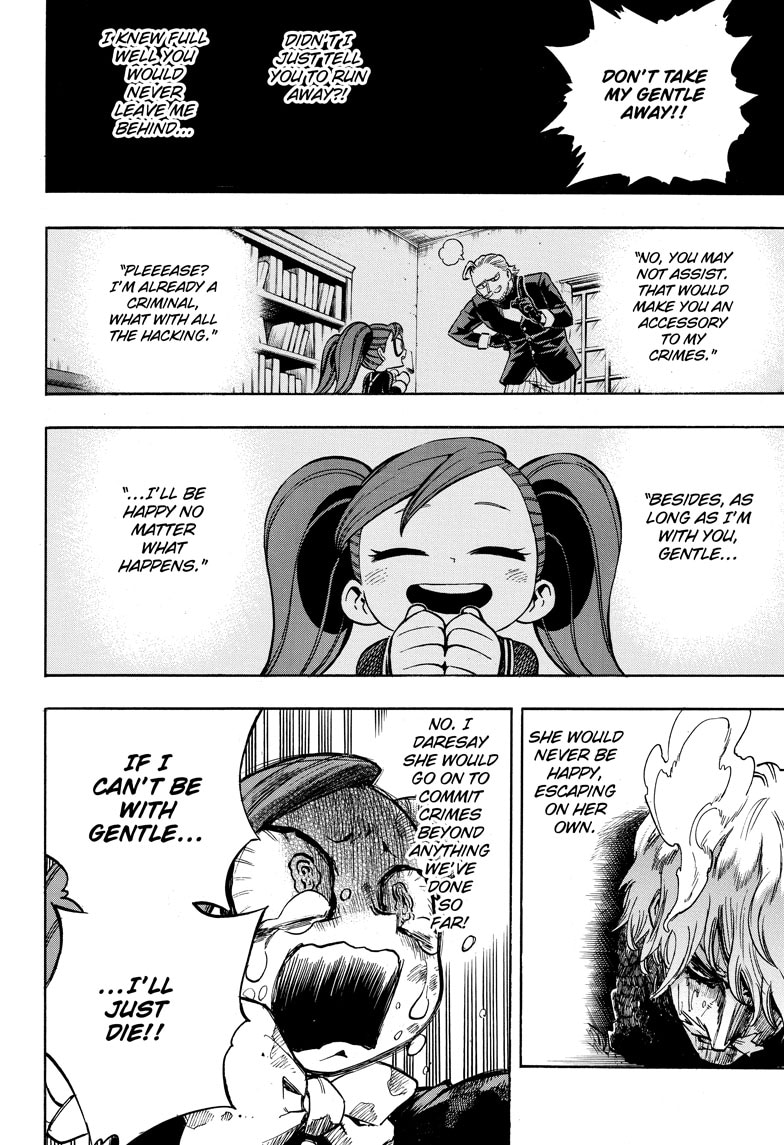 DON'T TAKE
MY GENTLE
AWAY!!
DIDN'T I
JUST TELL
YOU TO RUN
AWAY?!
I KNEW FULL
WELL YOU
WOULD
NEVER
LEAVE ME
BEHIND...
"NO, YOU MAY
NOT ASSIST.
THAT WOULD
MAKE YOU AN
ACCESSORY
TO MY
CRIMES."
"PLEEEASE?
I'M ALREADY A
CRIMINAL,
WHAT WITH ALL
THE HACKING."
"BESIDES, AS
LONG AS I'M
WITH YOU,
GENTLE...
"...I'LL BE
HAPPY NO
MATTER
WHAT
HAPPENS."
SHE WOULD
NEVER BE
HAPPY,
ESCAPING
ON HER
OWN.
NO. I
DARESAY
SHE WOULD
GO ON TO
COMMIT
CRIMES
BEYOND
ANYTHING
WE'VE
DONE
SO
FAR!
IF I
CAN'T BE
WITH
GENTLE...
...I'LL
JUST
DIE!!